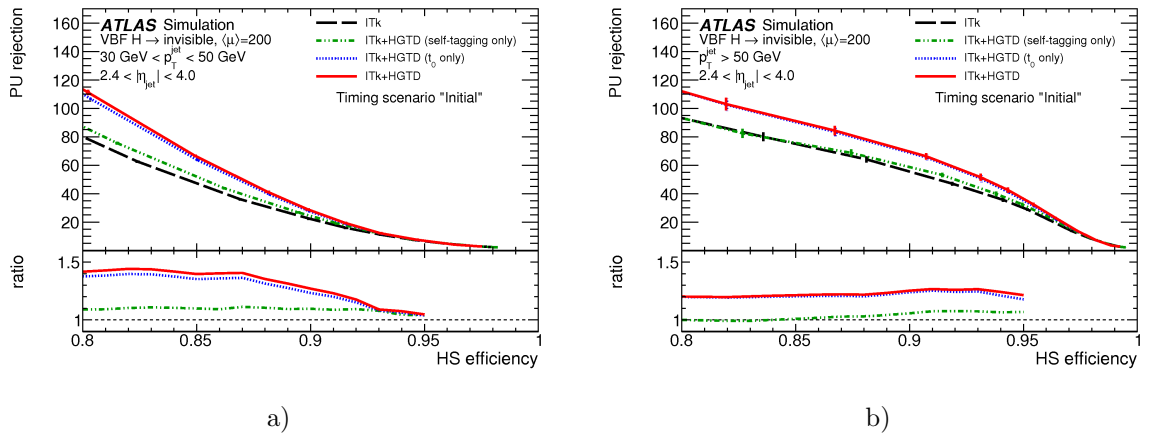 PU rejection
160
140
120
100
80
60
40
20
ATLAS Simulation
VBF H → invisible, ⟨μ⟩=200
30 GeV < p_T^jet < 50 GeV
2.4 < |η_jet| < 4.0
ITk
ITk+HGTD (self-tagging only)
ITk+HGTD (t_0 only)
ITk+HGTD
Timing scenario "Initial"
ratio
1.5
1
0.8
0.85
0.9
0.95
1
HS efficiency
a)
PU rejection
160
140
120
100
80
60
40
20
ATLAS Simulation
VBF H → invisible, ⟨μ⟩=200
p_T^jet > 50 GeV
2.4 < |η_jet| < 4.0
ITk
ITk+HGTD (self-tagging only)
ITk+HGTD (t_0 only)
ITk+HGTD
Timing scenario "Initial"
ratio
1.5
1
0.8
0.85
0.9
0.95
1
HS efficiency
b)